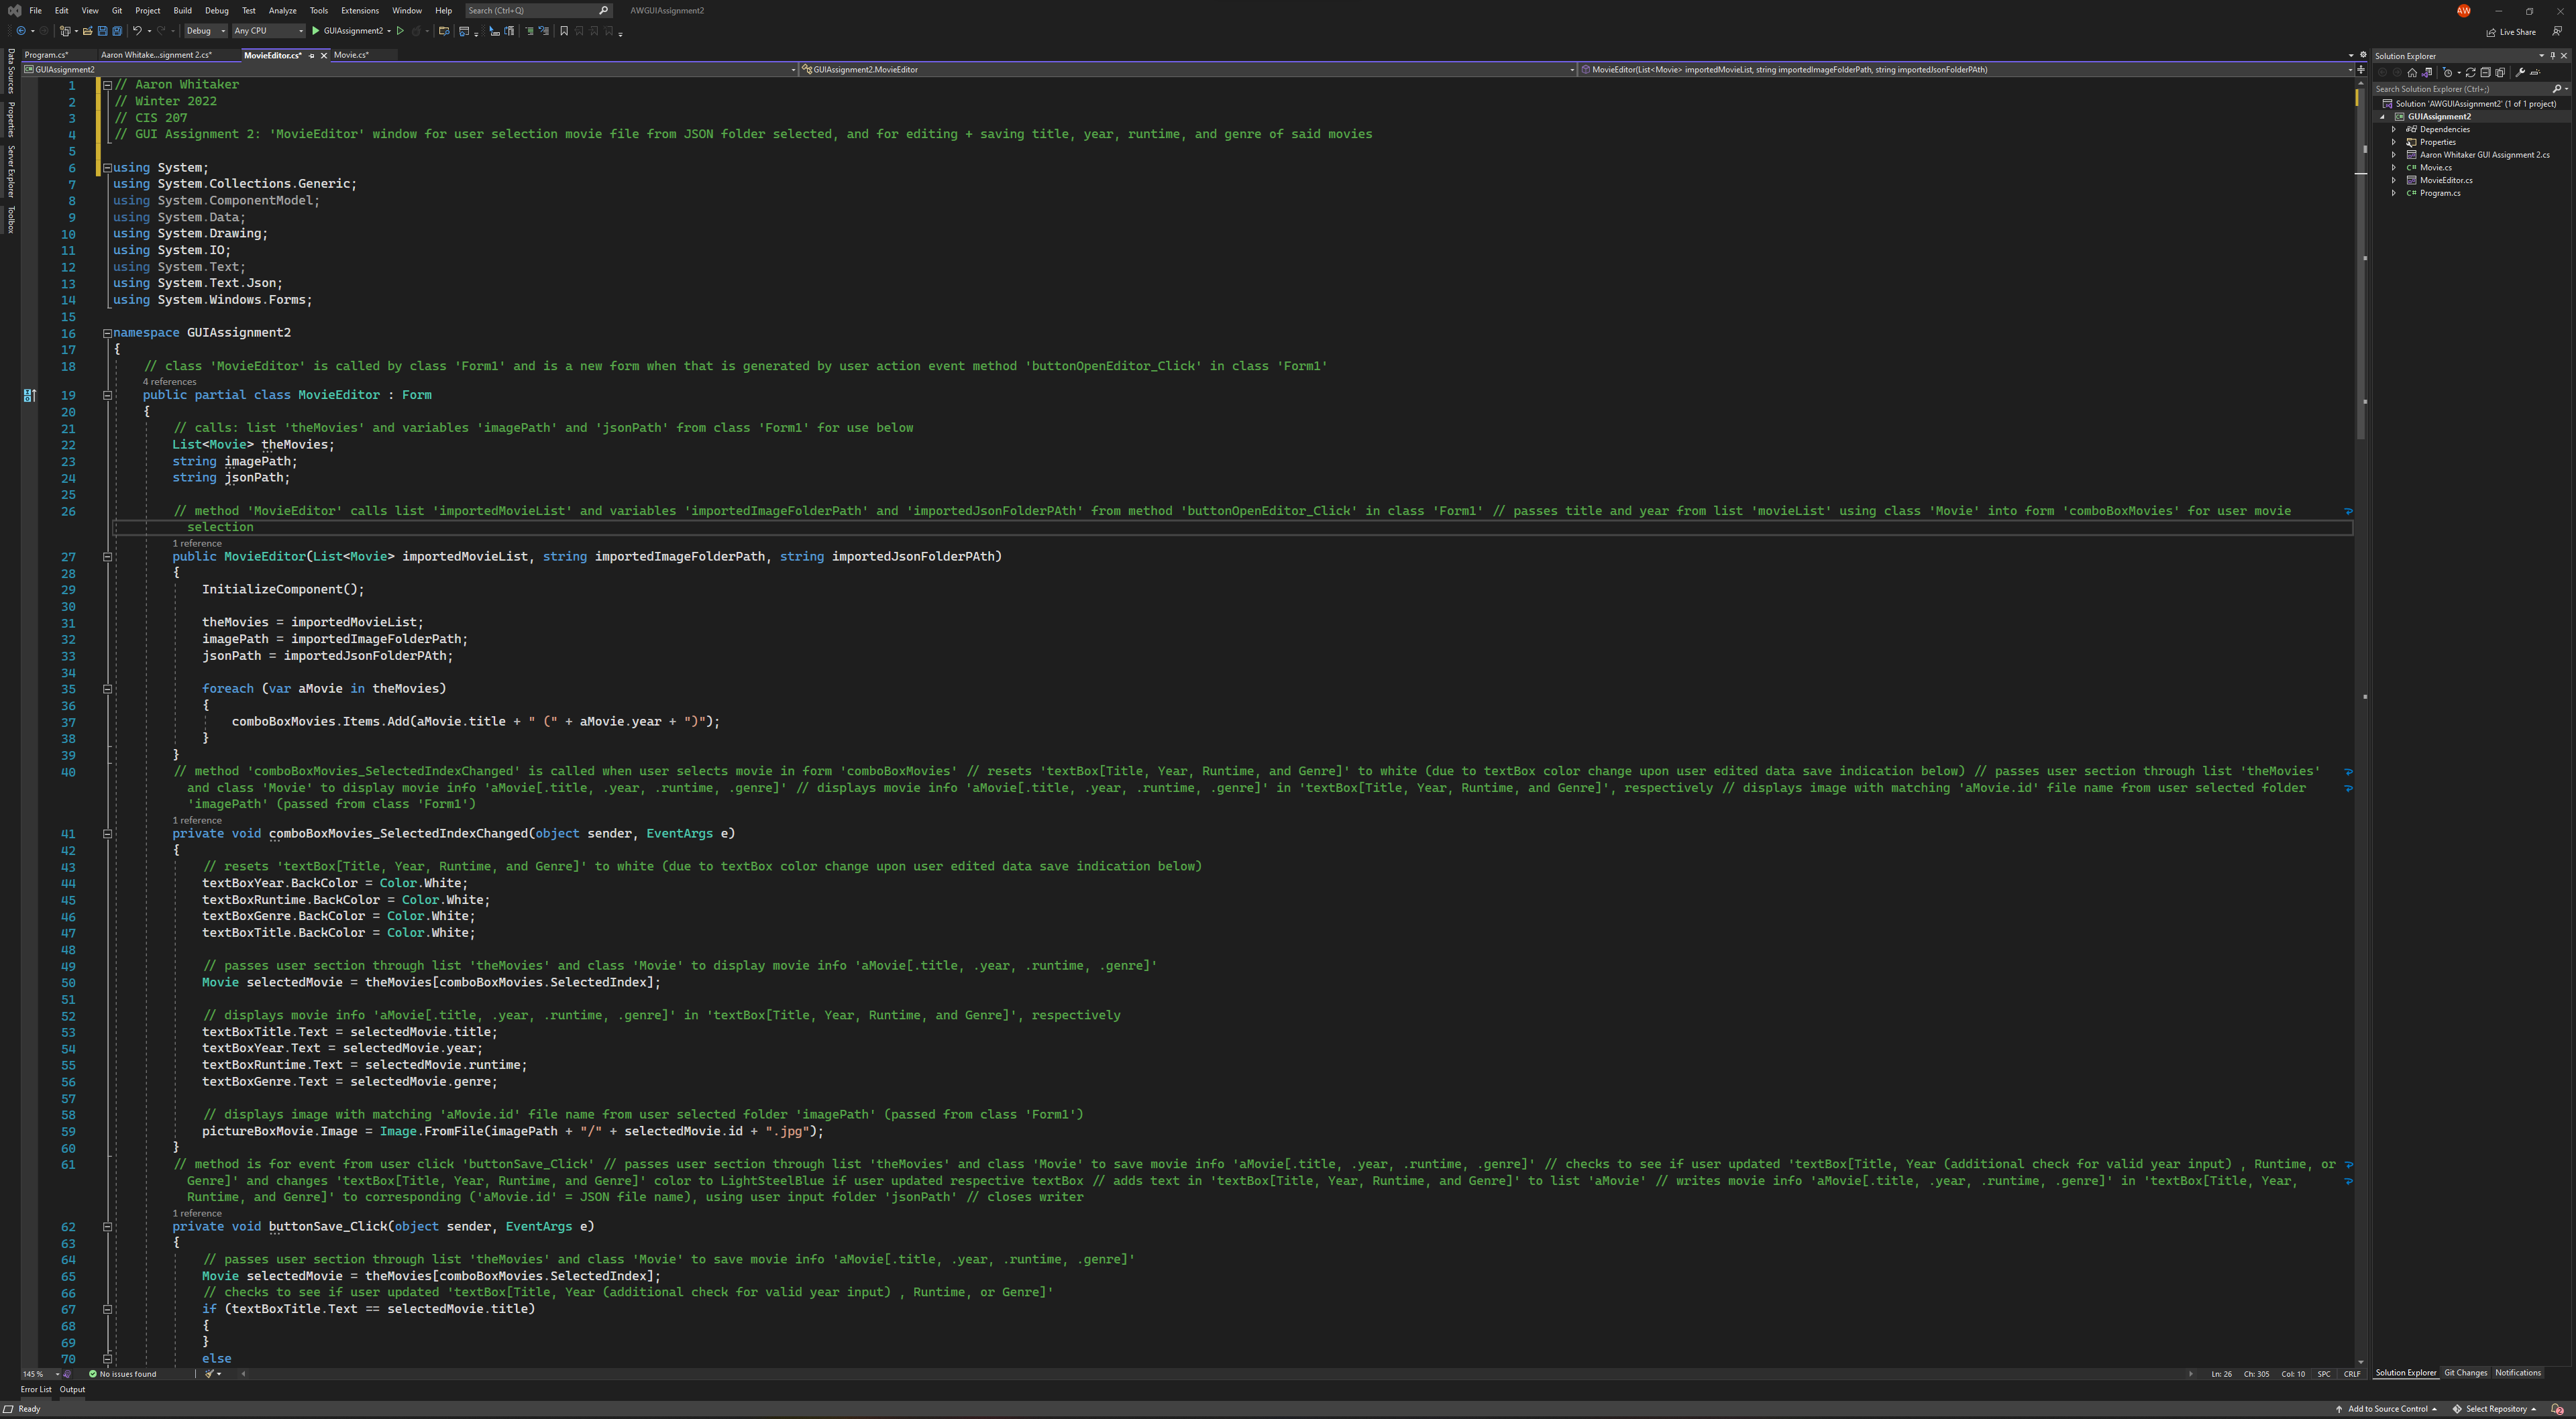 File Edit View Git Project Build Debug Test Analyze Tools Extensions Window Help Search (Ctrl+Q) AWGUIAssignment2 AW
Debug Any CPU GUIAssignment2 Live Share
Program.cs* Aaron Whitake...signment 2.cs* MovieEditor.cs* Movie.cs*
GUIAssignment2 GUIAssignment2.MovieEditor MovieEditor(List<Movie> importedMovieList, string importedImageFolderPath, string importedJsonFolderPAth)
Data Sources
Properties
Server Explorer
Toolbox
1 // Aaron Whitaker
2 // Winter 2022
3 // CIS 207
4 // GUI Assignment 2: 'MovieEditor' window for user selection movie file from JSON folder selected, and for editing + saving title, year, runtime, and genre of said movies
5
6 using System;
7 using System.Collections.Generic;
8 using System.ComponentModel;
9 using System.Data;
10 using System.Drawing;
11 using System.IO;
12 using System.Text;
13 using System.Text.Json;
14 using System.Windows.Forms;
15
16 namespace GUIAssignment2
17 {
18 // class 'MovieEditor' is called by class 'Form1' and is a new form when that is generated by user action event method 'buttonOpenEditor_Click' in class 'Form1'
4 references
19 public partial class MovieEditor : Form
20 {
21 // calls: list 'theMovies' and variables 'imagePath' and 'jsonPath' from class 'Form1' for use below
22 List<Movie> theMovies;
23 string imagePath;
24 string jsonPath;
25
26 // method 'MovieEditor' calls list 'importedMovieList' and variables 'importedImageFolderPath' and 'importedJsonFolderPAth' from method 'buttonOpenEditor_Click' in class 'Form1' // passes title and year from list 'movieList' using class 'Movie' into form 'comboBoxMovies' for user movie
selection
1 reference
27 public MovieEditor(List<Movie> importedMovieList, string importedImageFolderPath, string importedJsonFolderPAth)
28 {
29 InitializeComponent();
30
31 theMovies = importedMovieList;
32 imagePath = importedImageFolderPath;
33 jsonPath = importedJsonFolderPAth;
34
35 foreach (var aMovie in theMovies)
36 {
37 comboBoxMovies.Items.Add(aMovie.title + " (" + aMovie.year + ")");
38 }
39 }
40 // method 'comboBoxMovies_SelectedIndexChanged' is called when user selects movie in form 'comboBoxMovies' // resets 'textBox[Title, Year, Runtime, and Genre]' to white (due to textBox color change upon user edited data save indication below) // passes user section through list 'theMovies'
and class 'Movie' to display movie info 'aMovie[.title, .year, .runtime, .genre]' // displays movie info 'aMovie[.title, .year, .runtime, .genre]' in 'textBox[Title, Year, Runtime, and Genre]', respectively // displays image with matching 'aMovie.id' file name from user selected folder
'imagePath' (passed from class 'Form1')
1 reference
41 private void comboBoxMovies_SelectedIndexChanged(object sender, EventArgs e)
42 {
43 // resets 'textBox[Title, Year, Runtime, and Genre]' to white (due to textBox color change upon user edited data save indication below)
44 textBoxYear.BackColor = Color.White;
45 textBoxRuntime.BackColor = Color.White;
46 textBoxGenre.BackColor = Color.White;
47 textBoxTitle.BackColor = Color.White;
48
49 // passes user section through list 'theMovies' and class 'Movie' to display movie info 'aMovie[.title, .year, .runtime, .genre]'
50 Movie selectedMovie = theMovies[comboBoxMovies.SelectedIndex];
51
52 // displays movie info 'aMovie[.title, .year, .runtime, .genre]' in 'textBox[Title, Year, Runtime, and Genre]', respectively
53 textBoxTitle.Text = selectedMovie.title;
54 textBoxYear.Text = selectedMovie.year;
55 textBoxRuntime.Text = selectedMovie.runtime;
56 textBoxGenre.Text = selectedMovie.genre;
57
58 // displays image with matching 'aMovie.id' file name from user selected folder 'imagePath' (passed from class 'Form1')
59 pictureBoxMovie.Image = Image.FromFile(imagePath + "/" + selectedMovie.id + ".jpg");
60 }
61 // method is for event from user click 'buttonSave_Click' // passes user section through list 'theMovies' and class 'Movie' to save movie info 'aMovie[.title, .year, .runtime, .genre]' // checks to see if user updated 'textBox[Title, Year (additional check for valid year input) , Runtime, or
Genre]' and changes 'textBox[Title, Year, Runtime, and Genre]' color to LightSteelBlue if user updated respective textBox // adds text in 'textBox[Title, Year, Runtime, and Genre]' to list 'aMovie' // writes movie info 'aMovie[.title, .year, .runtime, .genre]' in 'textBox[Title, Year,
Runtime, and Genre]' to corresponding ('aMovie.id' = JSON file name), using user input folder 'jsonPath' // closes writer
1 reference
62 private void buttonSave_Click(object sender, EventArgs e)
63 {
64 // passes user section through list 'theMovies' and class 'Movie' to save movie info 'aMovie[.title, .year, .runtime, .genre]'
65 Movie selectedMovie = theMovies[comboBoxMovies.SelectedIndex];
66 // checks to see if user updated 'textBox[Title, Year (additional check for valid year input) , Runtime, or Genre]'
67 if (textBoxTitle.Text == selectedMovie.title)
68 {
69 }
70 else
145 % No issues found Ln: 26 Ch: 305 Col: 10 SPC CRLF
Error List Output
Ready Add to Source Control Select Repository 2
Solution Explorer
Search Solution Explorer (Ctrl+;)
Solution 'AWGUIAssignment2' (1 of 1 project)
GUIAssignment2
Dependencies
Properties
Aaron Whitaker GUI Assignment 2.cs
C# Movie.cs
MovieEditor.cs
C# Program.cs
Solution Explorer Git Changes Notifications